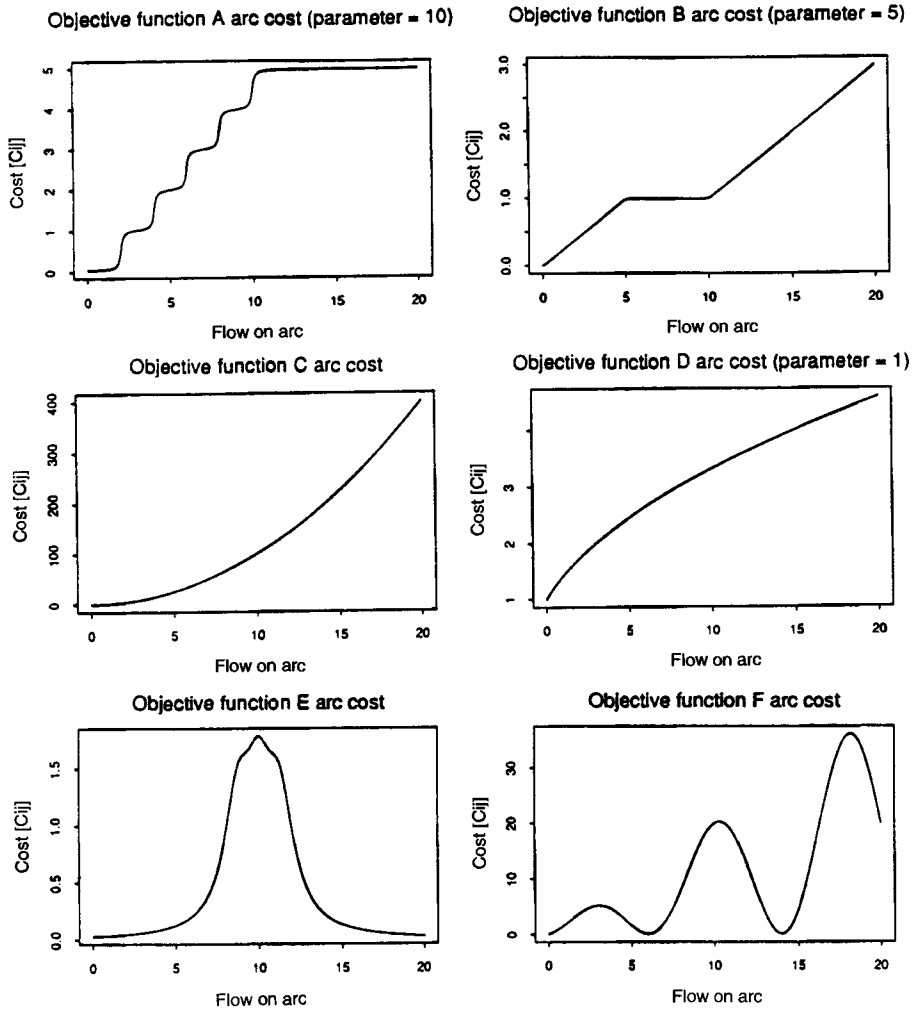 Objective function A arc cost (parameter = 10)
Cost [Cij]
5
4
3
2
1
0
0 5 10 15 20
Flow on arc
Objective function B arc cost (parameter = 5)
Cost [Cij]
3.0
2.0
1.0
0.0
0 5 10 15 20
Flow on arc
Objective function C arc cost
Cost [Cij]
400
300
200
100
0
0 5 10 15 20
Flow on arc
Objective function D arc cost (parameter = 1)
Cost [Cij]
3
2
1
0 5 10 15 20
Flow on arc
Objective function E arc cost
Cost [Cij]
1.5
0.5
0.0
0 5 10 15 20
Flow on arc
Objective function F arc cost
Cost [Cij]
30
20
10
0
0 5 10 15 20
Flow on arc